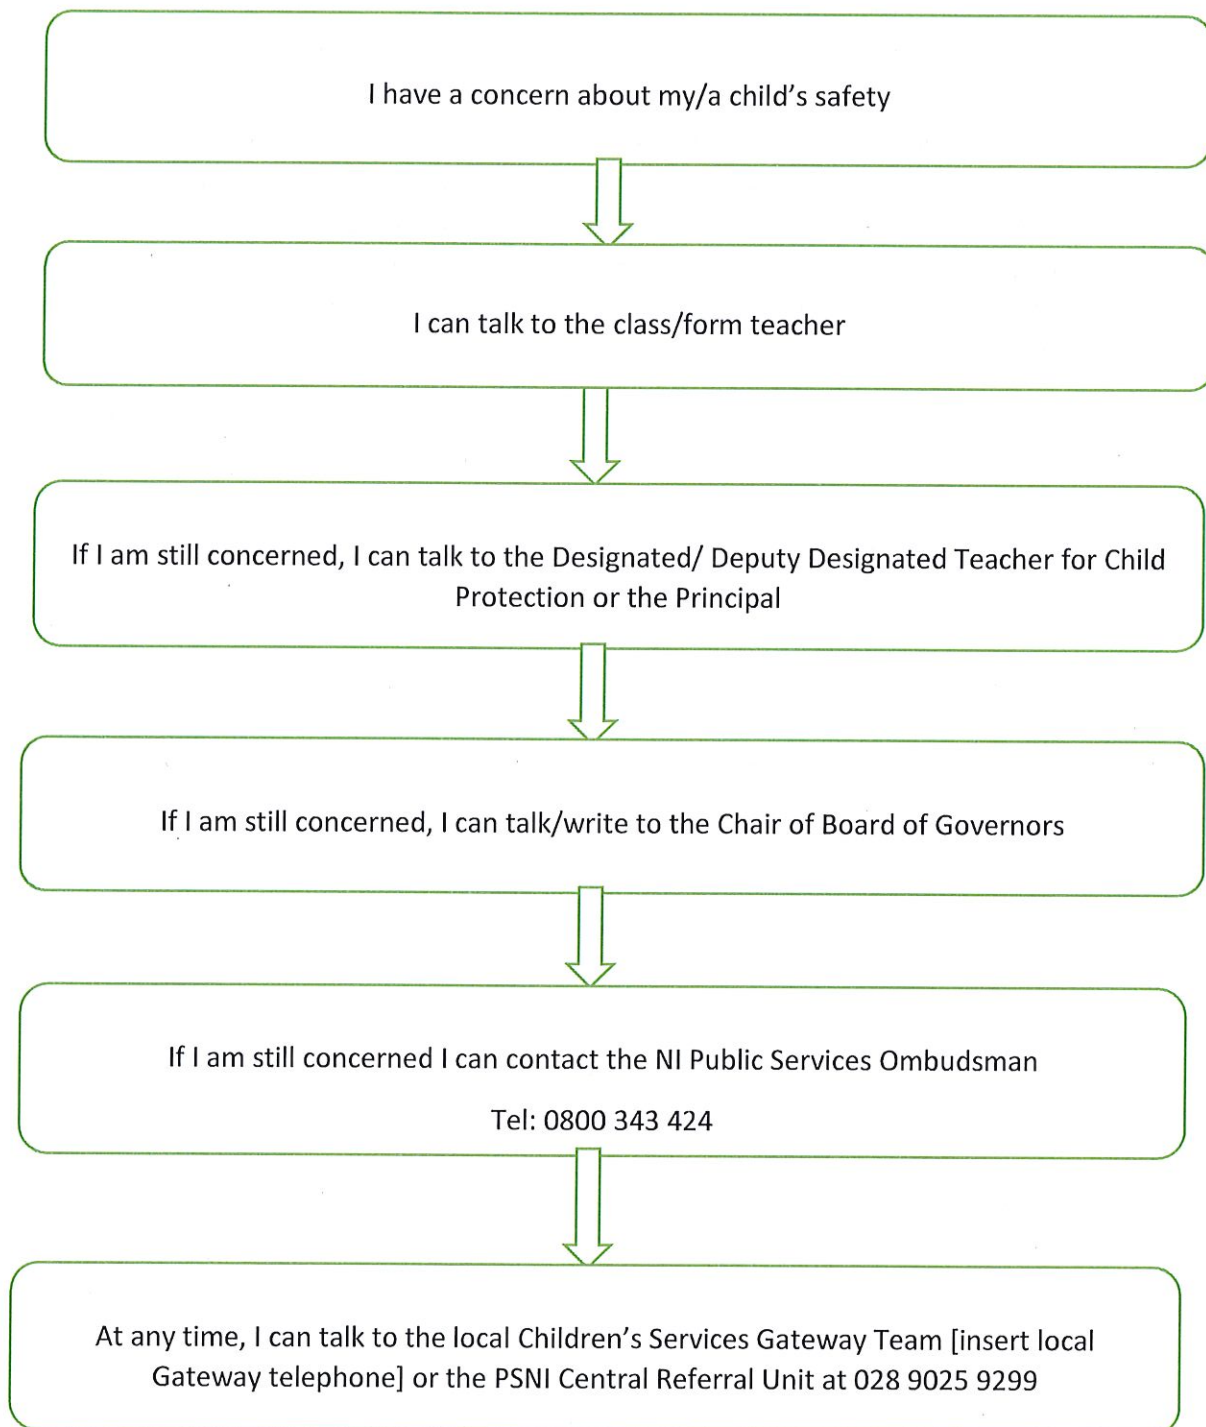 I have a concern about my/a child's safety
I can talk to the class/form teacher
If I am still concerned, I can talk to the Designated/ Deputy Designated Teacher for Child
Protection or the Principal
If I am still concerned, I can talk/write to the Chair of Board of Governors
If I am still concerned I can contact the NI Public Services Ombudsman
Tel: 0800 343 424
At any time, I can talk to the local Children's Services Gateway Team [insert local
Gateway telephone] or the PSNI Central Referral Unit at 028 9025 9299